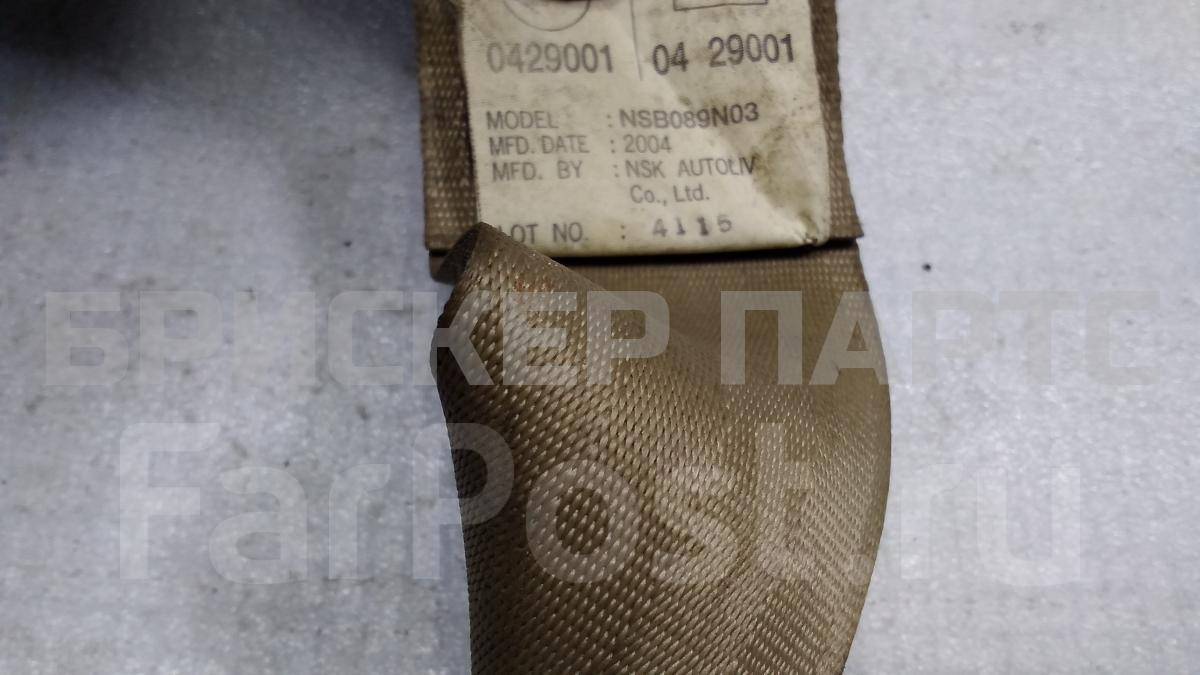 0429001 04 29001
MODEL : NSB089N03
MFD. DATE : 2004
MFD. BY : NSK AUTOLIV
Co., Ltd.
LOT NO. : 4115
БРИСКЕР ПАРТС
FarPost.ru